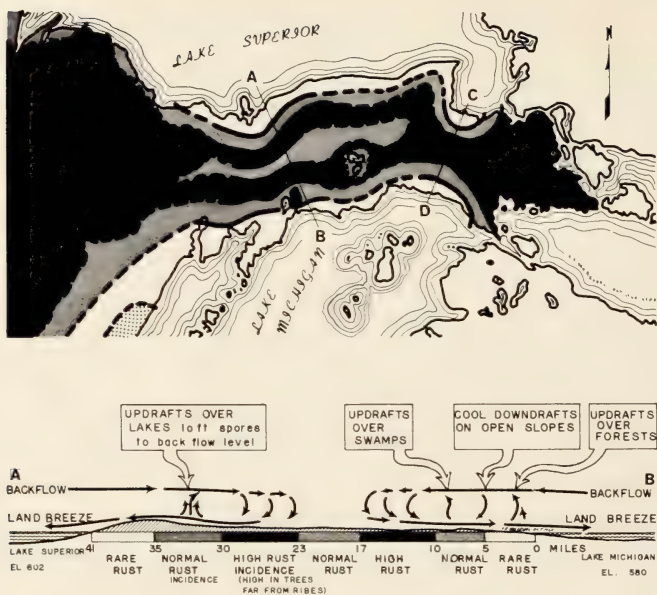 LAKE SUPERIOR
N
A
C
B
D
LAKE
MICHIGAN
UPDRAFTS OVER
LAKES loft spores
to back flow level
UPDRAFTS
OVER
SWAMPS
COOL DOWNDRAFTS
ON OPEN SLOPES
UPDRAFTS
OVER
FORESTS
A
B
BACKFLOW
BACKFLOW
LAND BREEZE
LAND BREEZE
LAKE SUPERIOR
EL 602
41 35 30 23 17 10 5 0 MILES
LAKE MICHIGAN
EL. 580
RARE RUST
NORMAL RUST INCIDENCE
HIGH RUST INCIDENCE
(HIGH IN TREES
FAR FROM RIBES)
NORMAL RUST
HIGH RUST
NORMAL RUST
RARE RUST